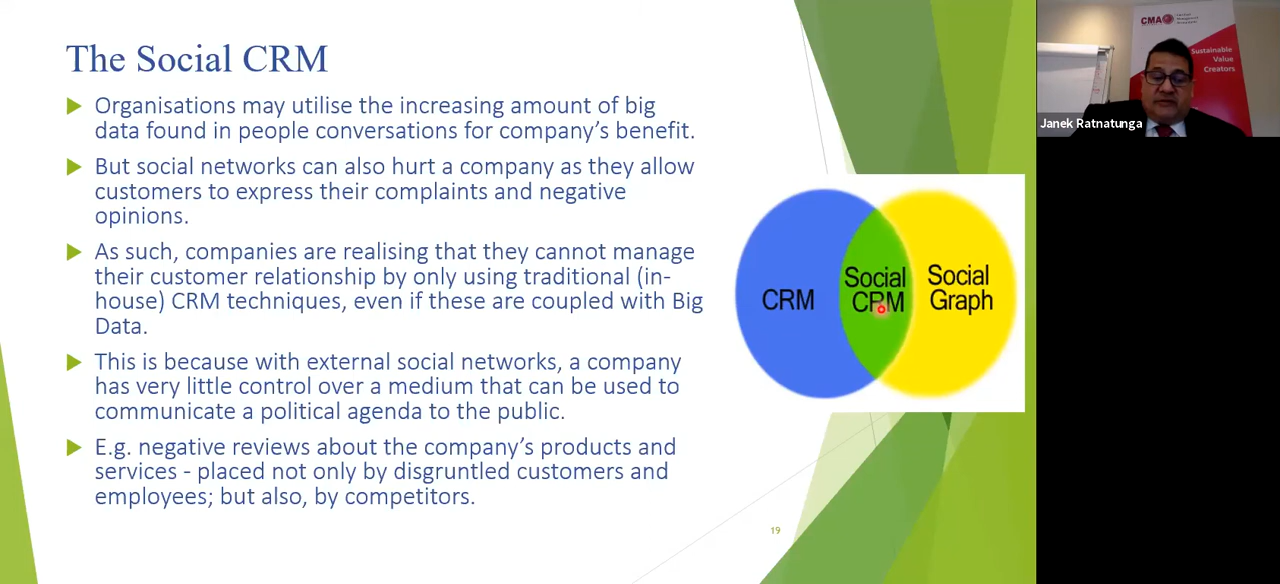 The Social CRM
Organisations may utilise the increasing amount of big
data found in people conversations for company's benefit.
But social networks can also hurt a company as they allow
customers to express their complaints and negative
opinions.
As such, companies are realising that they cannot manage
their customer relationship by only using traditional (in-
house) CRM techniques, even if these are coupled with Big
Data.
This is because with external social networks, a company
has very little control over a medium that can be used to
communicate a political agenda to the public.
E.g. negative reviews about the company's products and
services - placed not only by disgruntled customers and
employees; but also, by competitors.
CRM
Social
CRM
Social
Graph
19
CMA
Sustainable
Value
Creators
Janek Ratnatunga